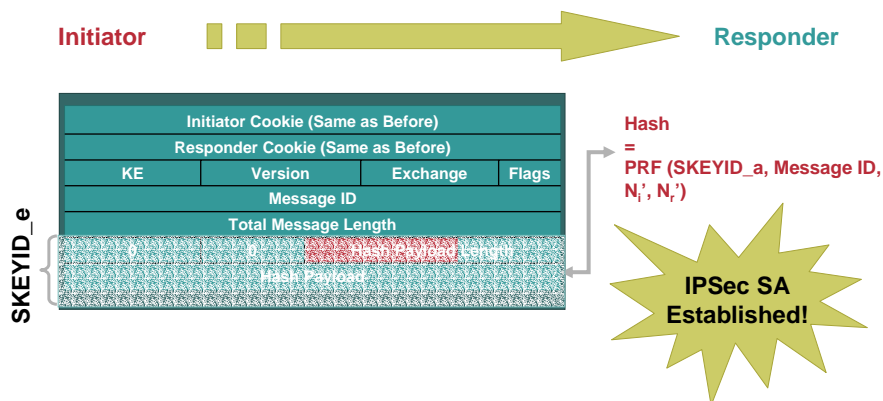 Initiator
Responder
Initiator Cookie (Same as Before)
Responder Cookie (Same as Before)
KE Version Exchange Flags
Message ID
Total Message Length
0 0 Hash Payload Length
Hash Payload
SKEYID_e
Hash
=
PRF (SKEYID_a, Message ID,
Ni’, Nr’)
IPSec SA
Established!